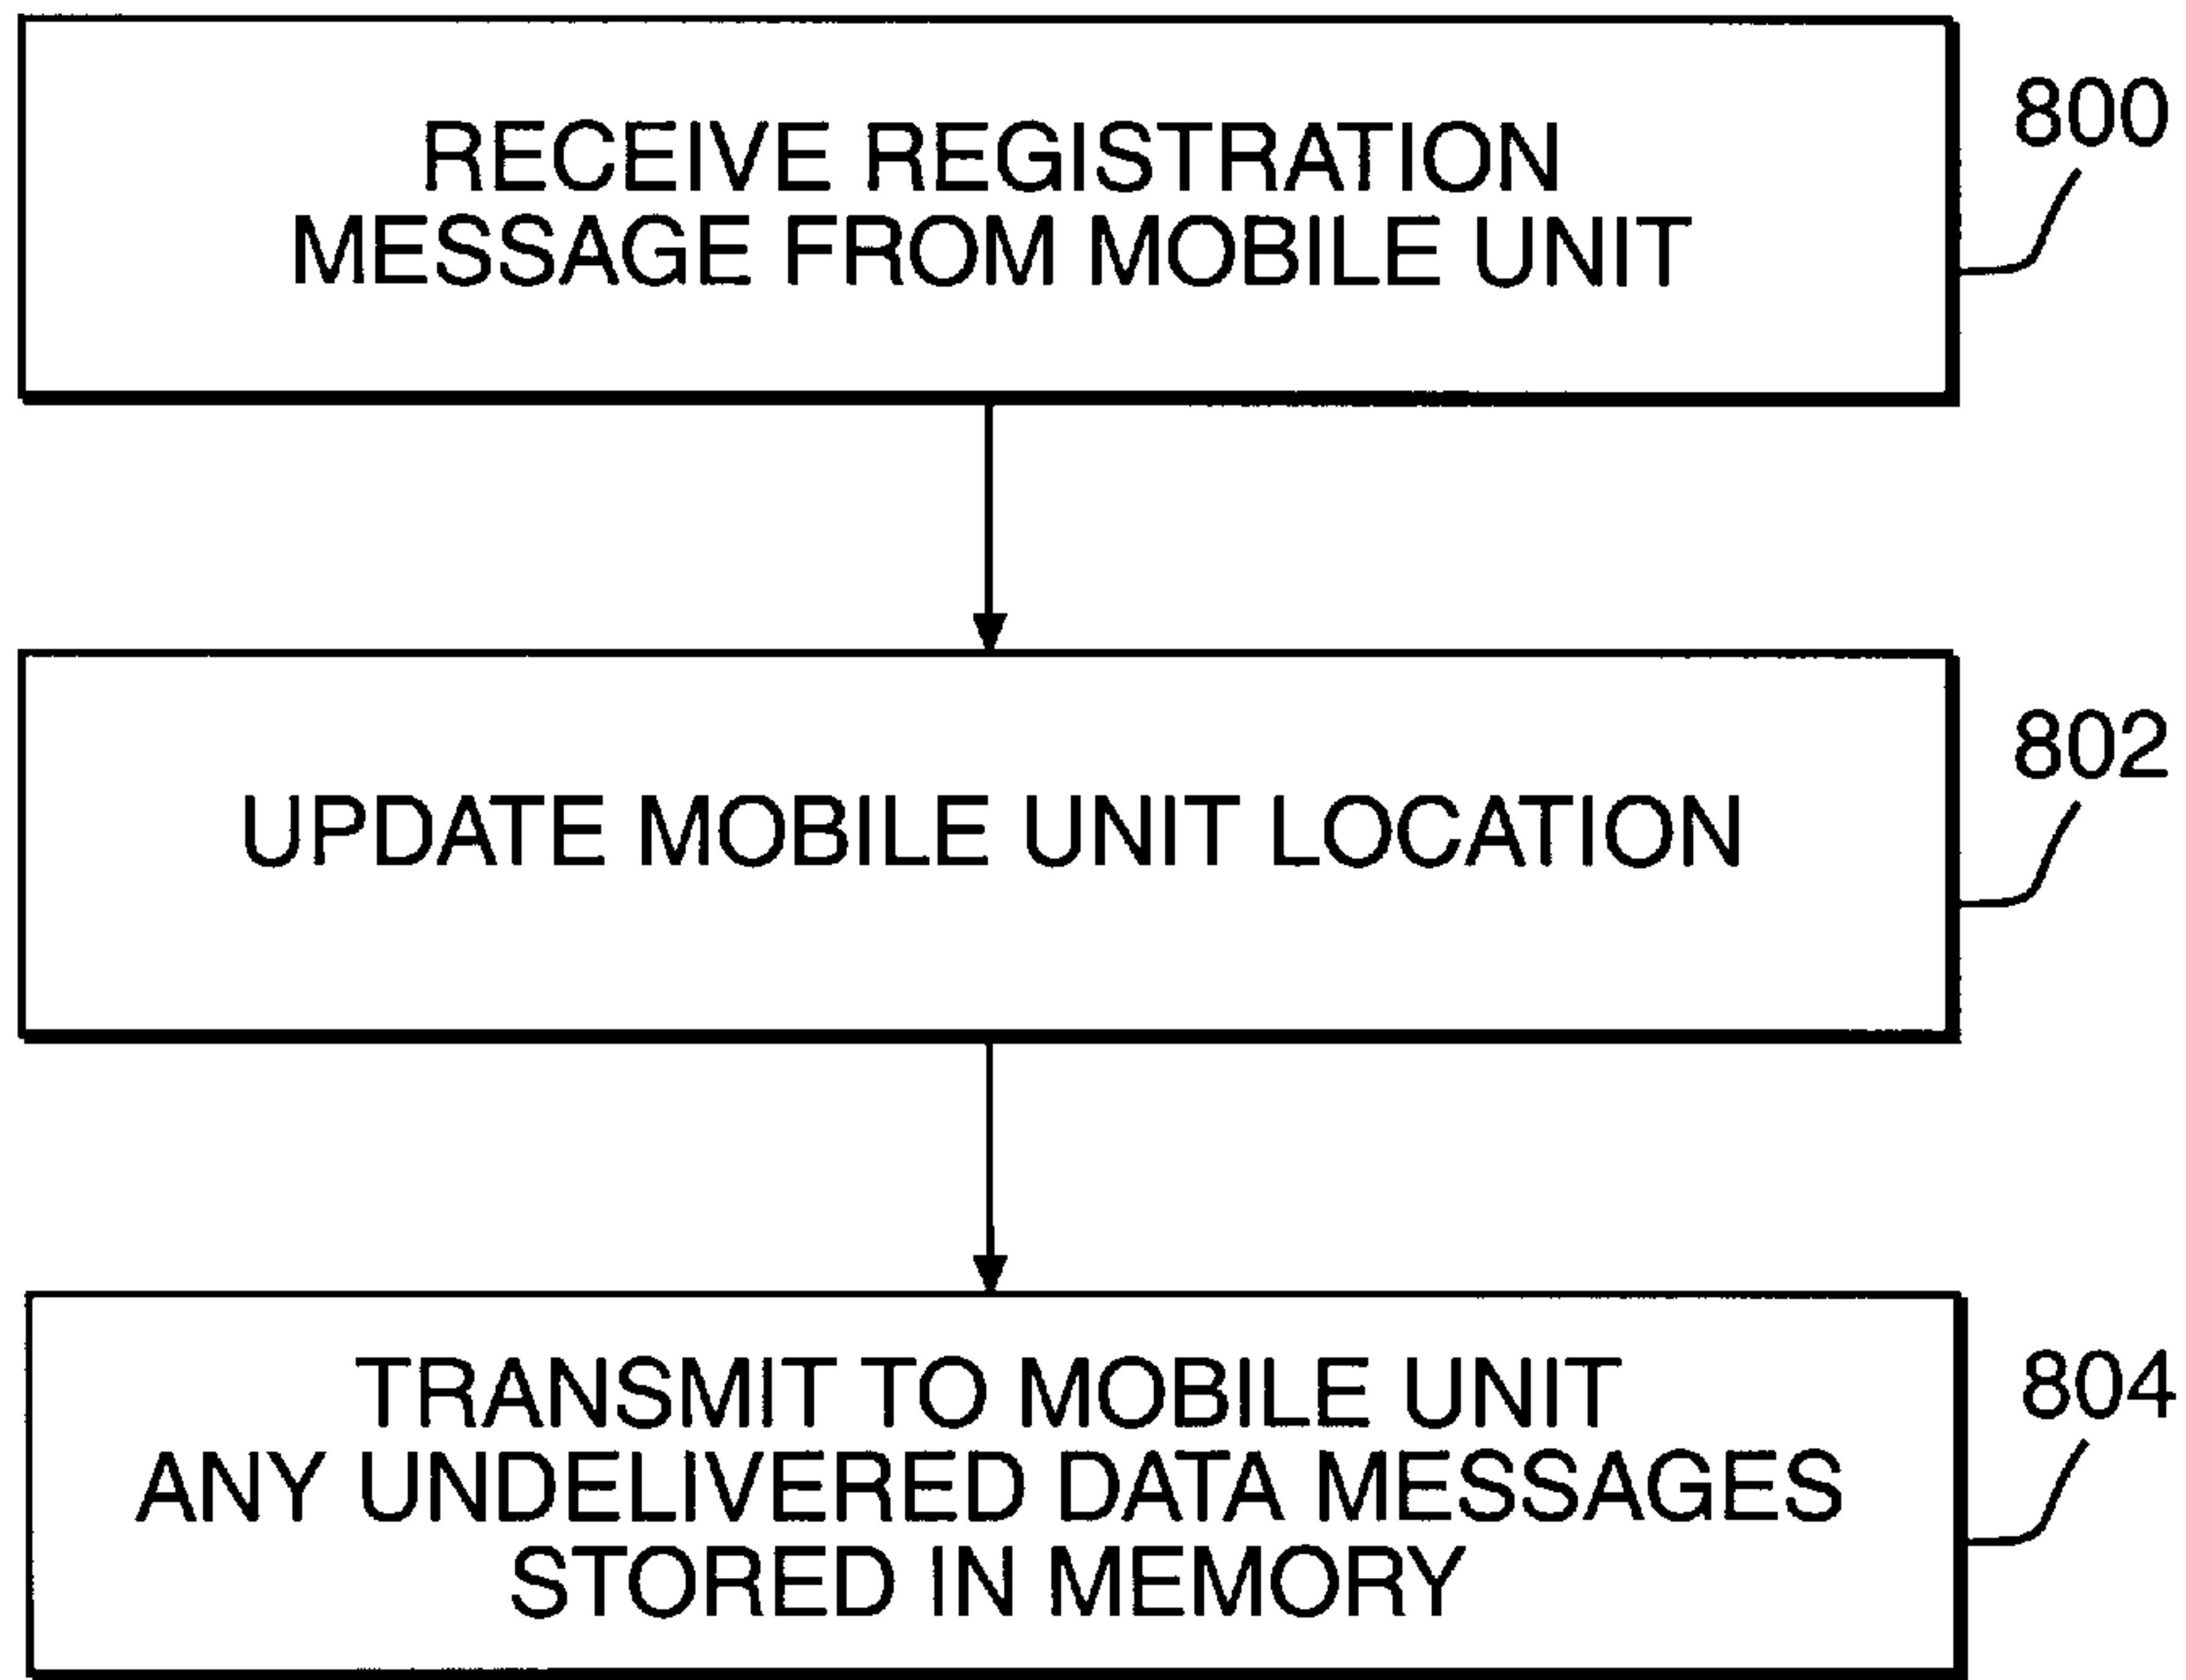 RECEIVE REGISTRATION
MESSAGE FROM MOBILE UNIT
800
UPDATE MOBILE UNIT LOCATION
802
TRANSMIT TO MOBILE UNIT
ANY UNDELIVERED DATA MESSAGES
STORED IN MEMORY
804